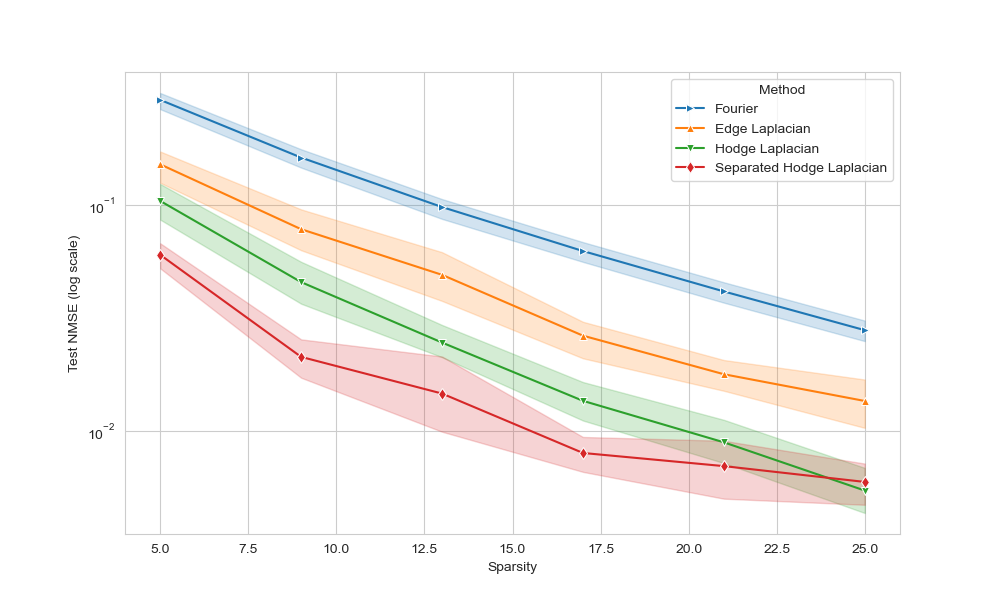 Method
Fourier
Edge Laplacian
Hodge Laplacian
Separated Hodge Laplacian
Test NMSE (log scale)
10⁻¹
10⁻²
5.0 7.5 10.0 12.5 15.0 17.5 20.0 22.5 25.0
Sparsity